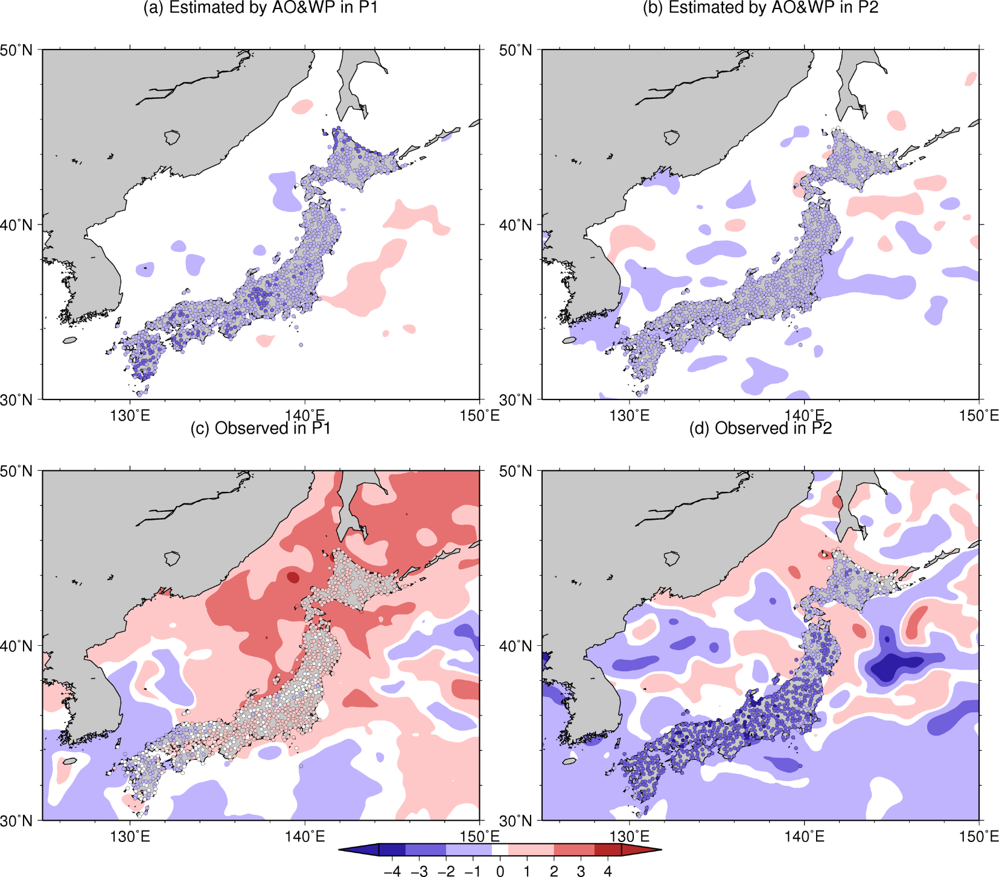 (a) Estimated by AO&WP in P1
(b) Estimated by AO&WP in P2
50°N
50°N
40°N
40°N
30°N
30°N
130°E
140°E
150°E
130°E
140°E
150°E
(c) Observed in P1
(d) Observed in P2
50°N
50°N
40°N
40°N
30°N
30°N
130°E
140°E
150°E
130°E
140°E
150°E
−4 −3 −2 −1 0 1 2 3 4